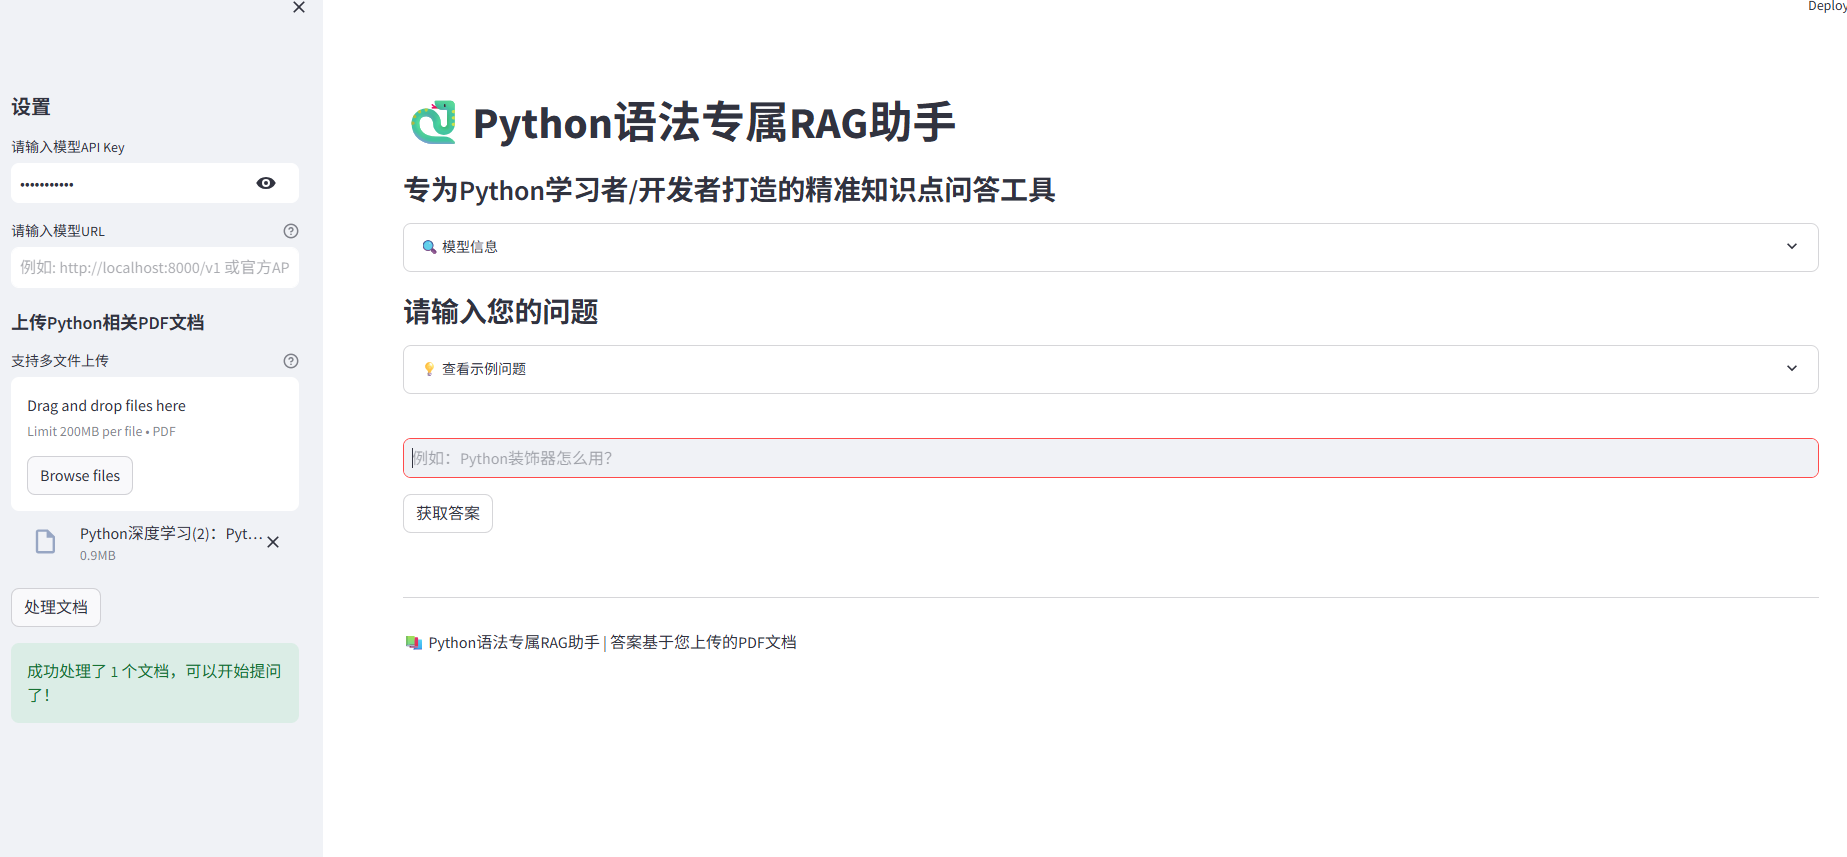 Deploy
设置
请输入模型API Key
•••••••••••
请输入模型URL
例如: http://localhost:8000/v1 或官方AP
上传Python相关PDF文档
支持多文件上传
Drag and drop files here
Limit 200MB per file • PDF
Browse files
Python深度学习(2)：Pyt...
0.9MB
处理文档
成功处理了 1 个文档，可以开始提问
了！
Python语法专属RAG助手
专为Python学习者/开发者打造的精准知识点问答工具
模型信息
请输入您的问题
查看示例问题
例如：Python装饰器怎么用？
获取答案
Python语法专属RAG助手 | 答案基于您上传的PDF文档